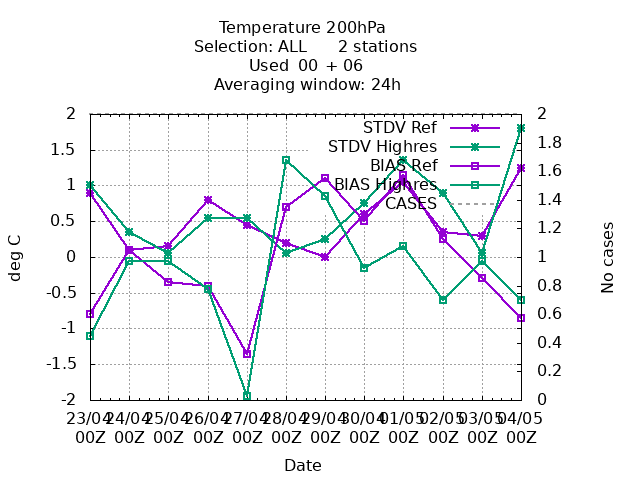 Temperature 200hPa
Selection: ALL      2 stations
Used  00 + 06
Averaging window: 24h
STDV Ref
STDV Highres
BIAS Ref
BIAS Highres
CASES
2
1.5
1
0.5
0
-0.5
-1
-1.5
-2
deg C
2
1.8
1.6
1.4
1.2
1
0.8
0.6
0.4
0.2
0
No cases
23/04 24/04 25/04 26/04 27/04 28/04 29/04 30/04 01/05 02/05 03/05 04/05
00Z 00Z 00Z 00Z 00Z 00Z 00Z 00Z 00Z 00Z 00Z 00Z
Date